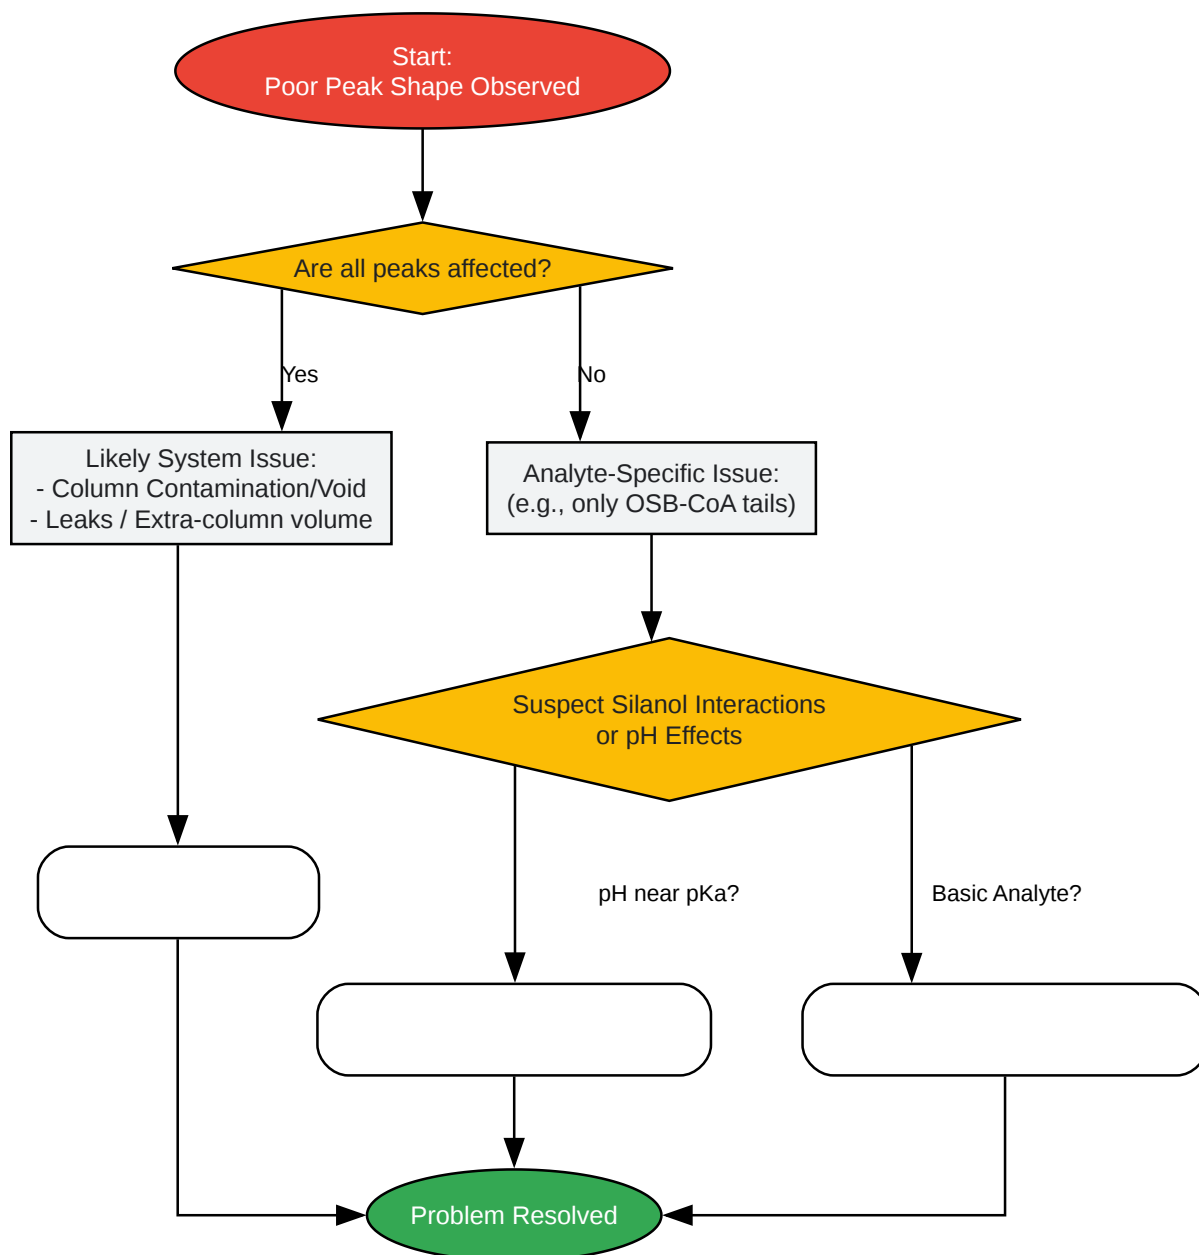 Start:
Poor Peak Shape Observed
Are all peaks affected?
Yes
No
Likely System Issue:
- Column Contamination/Void
- Leaks / Extra-column volume
Analyte-Specific Issue:
(e.g., only OSB-CoA tails)
Suspect Silanol Interactions
or pH Effects
pH near pKa?
Basic Analyte?
Problem Resolved